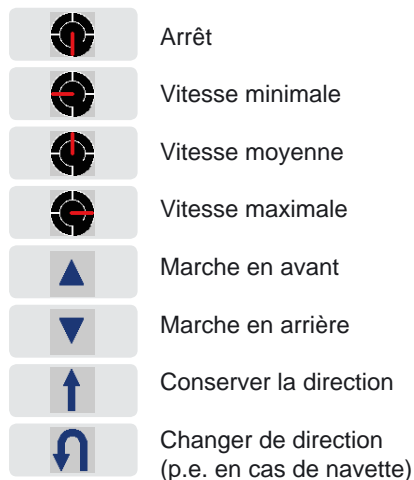 Arrêt
Vitesse minimale
Vitesse moyenne
Vitesse maximale
Marche en avant
Marche en arrière
Conserver la direction
Changer de direction
(p.e. en cas de navette)